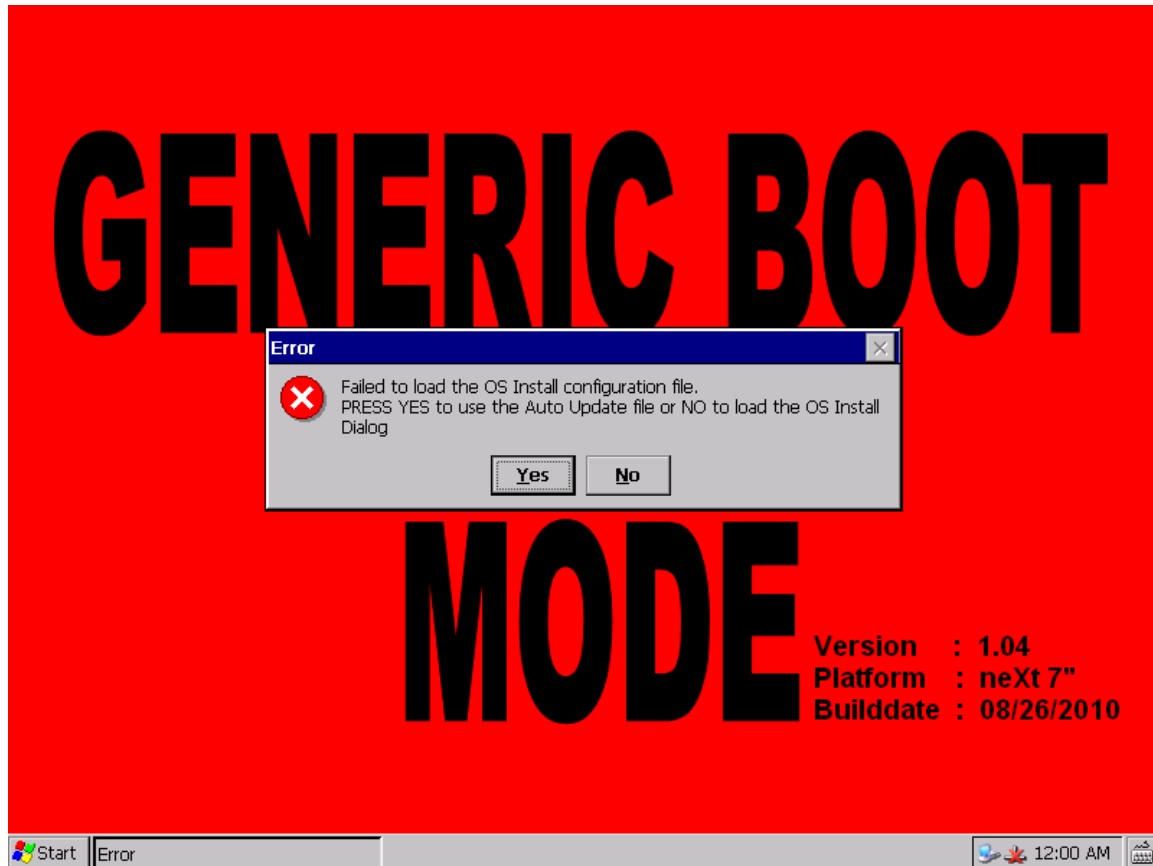 GENERIC BOOT
Error
Failed to load the OS Install configuration file.
PRESS YES to use the Auto Update file or NO to load the OS Install
Dialog
Yes
No
MODE
Version : 1.04
Platform : neXt 7"
Builddate : 08/26/2010
Start
Error
12:00 AM